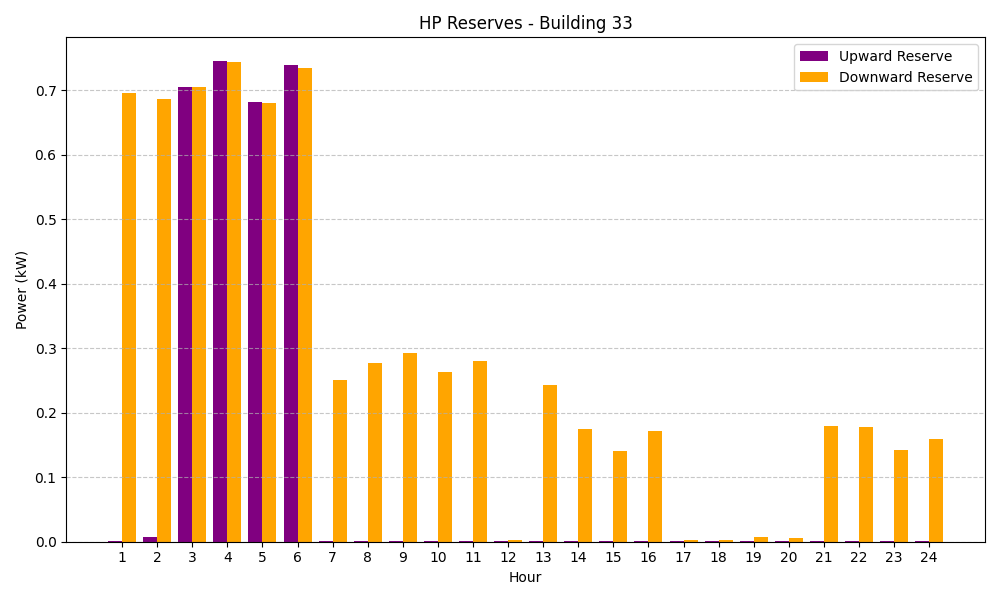 HP Reserves - Building 33
Upward Reserve
Downward Reserve
Power (kW)
0.7
0.6
0.5
0.4
0.3
0.2
0.1
0.0
1 2 3 4 5 6 7 8 9 10 11 12 13 14 15 16 17 18 19 20 21 22 23 24
Hour